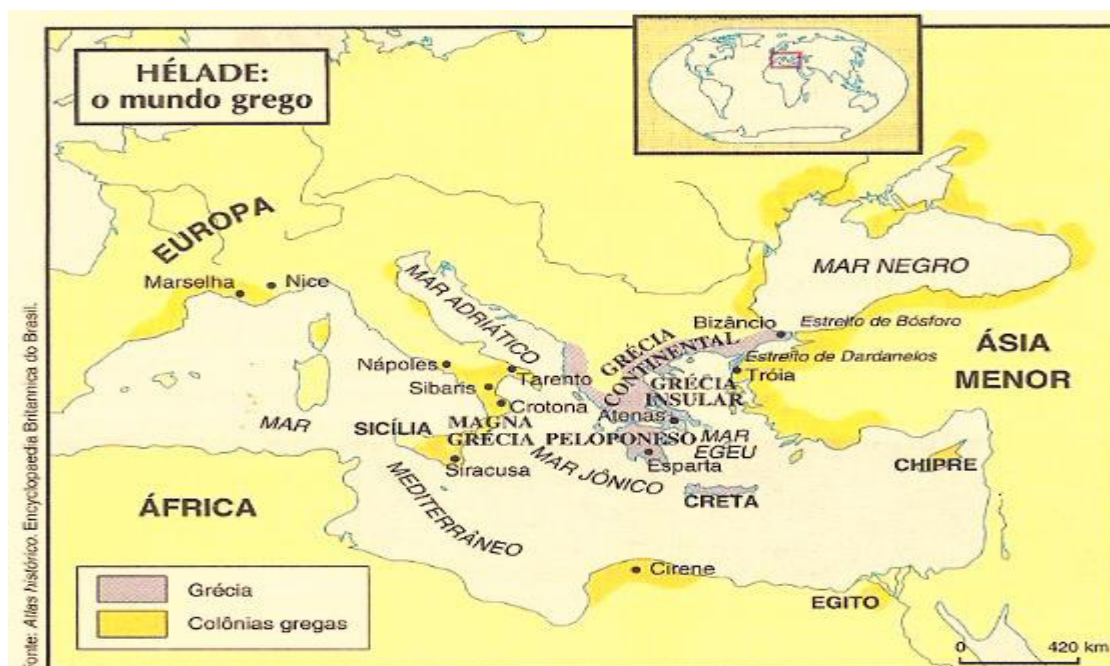 HÉLADE:
o mundo grego
EUROPA
Marselha
Nice
MAR ADRIÁTICO
MAR NEGRO
Bizâncio
Estreito de Bósforo
GRÉCIA
CONTINENTAL
Estreito de Dardanelos
ÁSIA
MENOR
Nápoles
Tarento
Tróia
Sibaris
GRÉCIA
INSULAR
Crotona
Atenas
MAR
SICÍLIA
MAGNA
GRÉCIA
PELOPONESO
MAR
EGEU
Siracusa
MAR JÔNICO
Esparta
CHIPRE
MEDITERRÂNEO
CRETA
ÁFRICA
Cirene
EGITO
Grécia
Colônias gregas
0 420 km
Fonte: Atlas histórico. Encyclopaedia Britannica do Brasil.